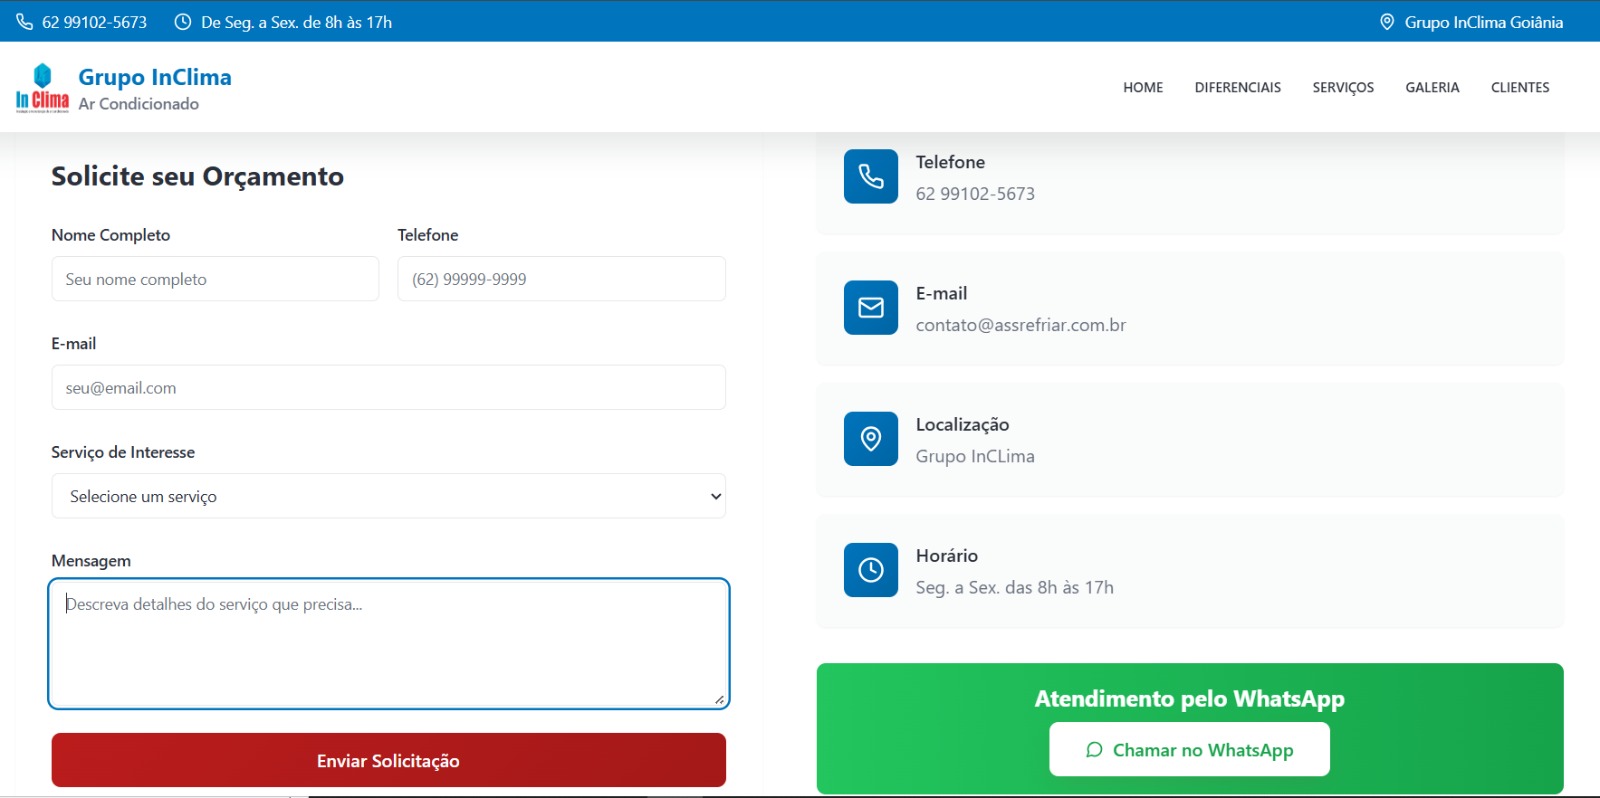 62 99102-5673 De Seg. a Sex. de 8h às 17h Grupo InClima Goiânia
In Clima
Grupo InClima
Ar Condicionado
HOME DIFERENCIAIS SERVIÇOS GALERIA CLIENTES
Solicite seu Orçamento
Nome Completo Telefone
Seu nome completo (62) 99999-9999
E-mail
seu@email.com
Serviço de Interesse
Selecione um serviço
Mensagem
Descreva detalhes do serviço que precisa...
Enviar Solicitação
Telefone
62 99102-5673
E-mail
contato@assrefriar.com.br
Localização
Grupo InCLima
Horário
Seg. a Sex. das 8h às 17h
Atendimento pelo WhatsApp
Chamar no WhatsApp